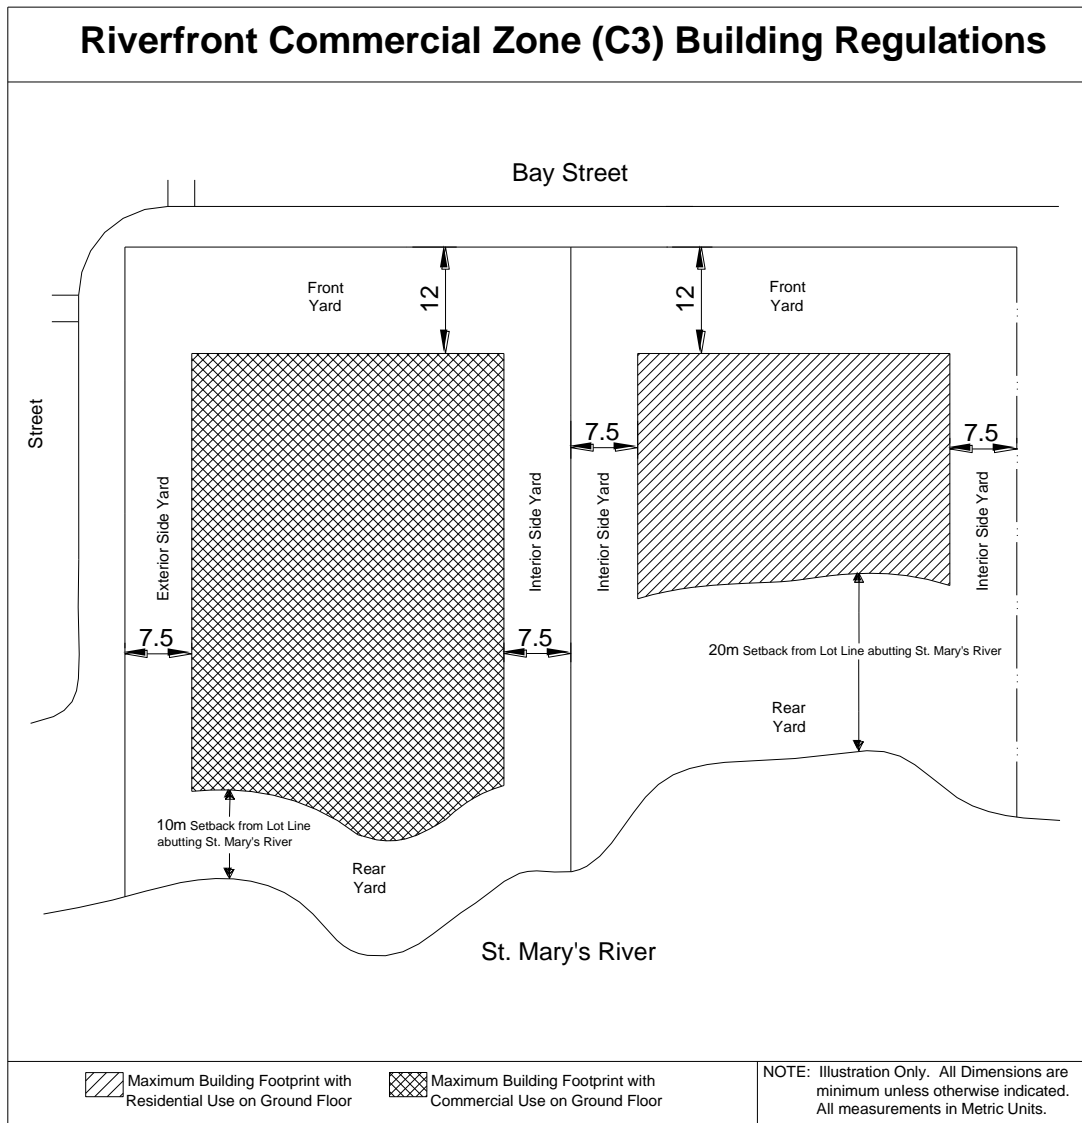 Riverfront Commercial Zone (C3) Building Regulations
Bay Street
Front
Yard
12
Front
Yard
12
Street
7.5
7.5
Exterior Side Yard
Interior Side Yard
Interior Side Yard
Interior Side Yard
7.5
7.5
20m Setback from Lot Line abutting St. Mary's River
Rear
Yard
10m Setback from Lot Line
abutting St. Mary's River
Rear
Yard
St. Mary's River
Maximum Building Footprint with
Residential Use on Ground Floor
Maximum Building Footprint with
Commercial Use on Ground Floor
NOTE: Illustration Only. All Dimensions are
minimum unless otherwise indicated.
All measurements in Metric Units.